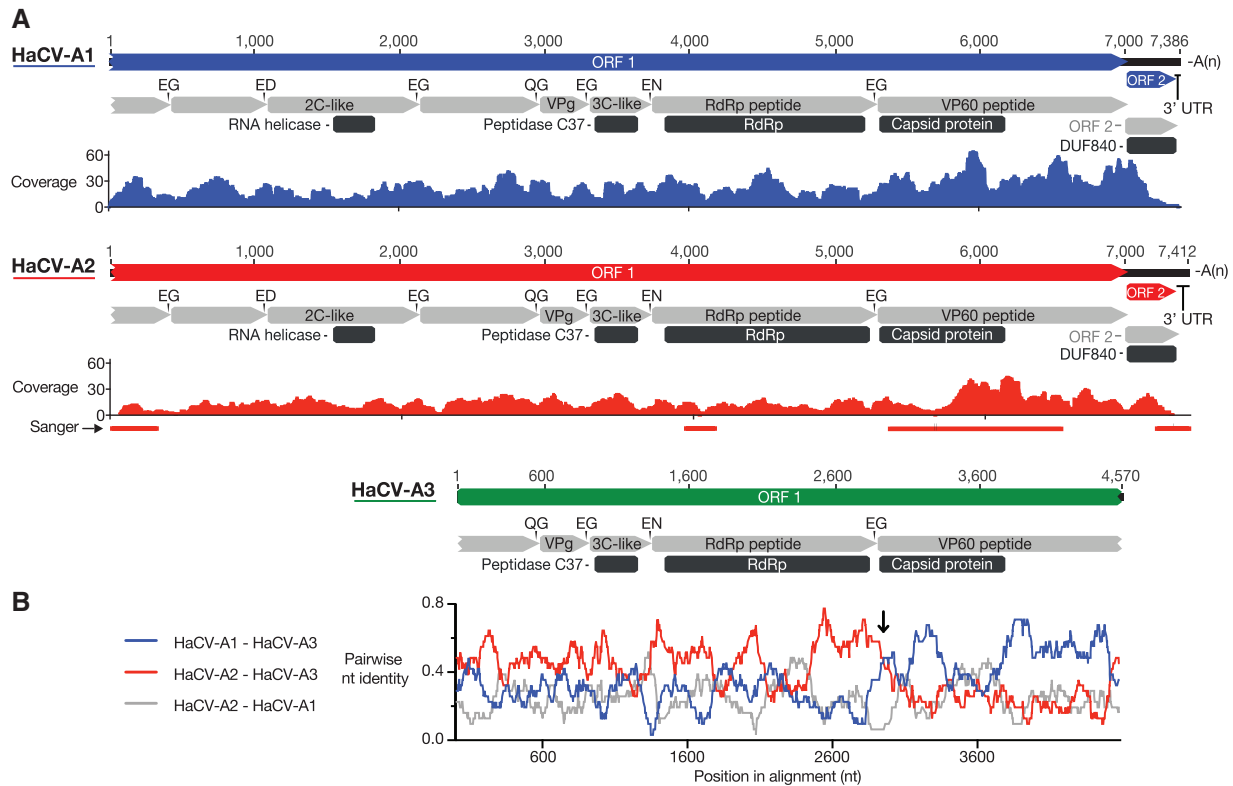 A
1 1,000 2,000 3,000 4,000 5,000 6,000 7,000 7,386
HaCV-A1
ORF 1
-A(n)
EG ED EG QG EG EN EG
ORF 2
2C-like VPg 3C-like RdRp peptide VP60 peptide
3' UTR
RNA helicase - Peptidase C37- RdRp Capsid protein ORF 2-
DUF840-
60
Coverage 30
0
1 1,000 2,000 3,000 4,000 5,000 6,000 7,000 7,412
HaCV-A2
ORF 1
-A(n)
EG ED EG QG EG EN EG
ORF 2
2C-like VPg 3C-like RdRp peptide VP60 peptide
3' UTR
RNA helicase - Peptidase C37- RdRp Capsid protein ORF 2-
DUF840-
60
Coverage 30
0
Sanger
1 600 1,600 2,600 3,600 4,570
HaCV-A3
ORF 1
QG EG EN EG
VPg 3C-like RdRp peptide VP60 peptide
Peptidase C37- RdRp Capsid protein
B
0.8
HaCV-A1 - HaCV-A3
HaCV-A2 - HaCV-A3
HaCV-A2 - HaCV-A1
Pairwise
nt identity
0.4
0.0
600 1600 2600 3600
Position in alignment (nt)